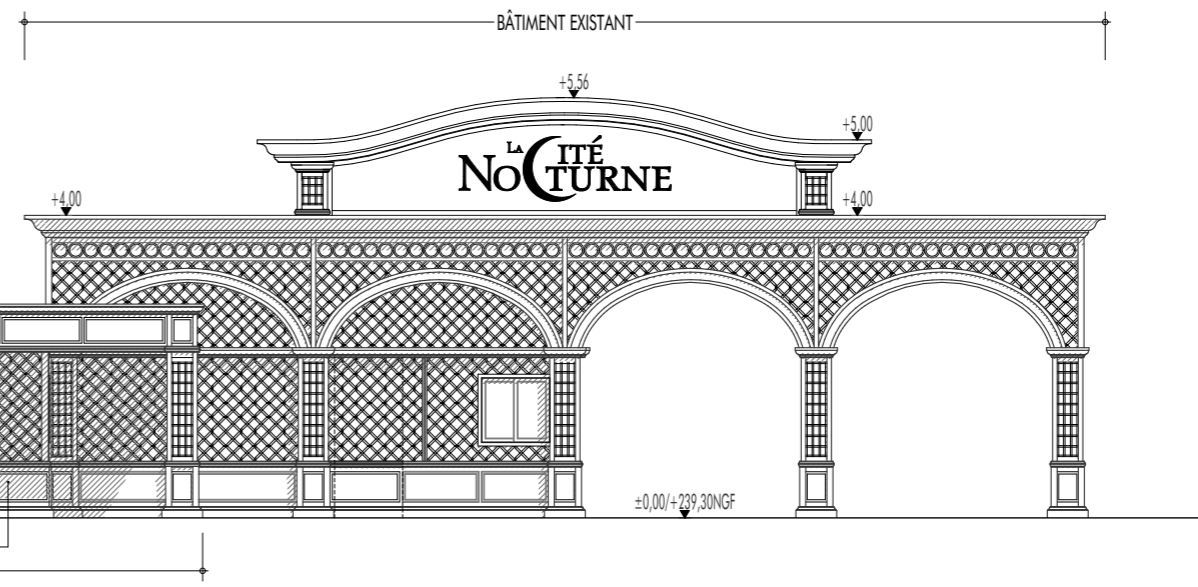 BÂTIMENT EXISTANT
+5,56
+5,00
LA CITÉ
NOCTURNE
+4,00
+4,00
±0,00/+239,30NGF